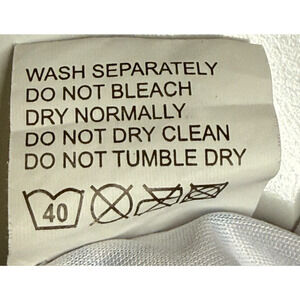 WASH SEPARATELY
DO NOT BLEACH
DRY NORMALLY
DO NOT DRY CLEAN
DO NOT TUMBLE DRY
40